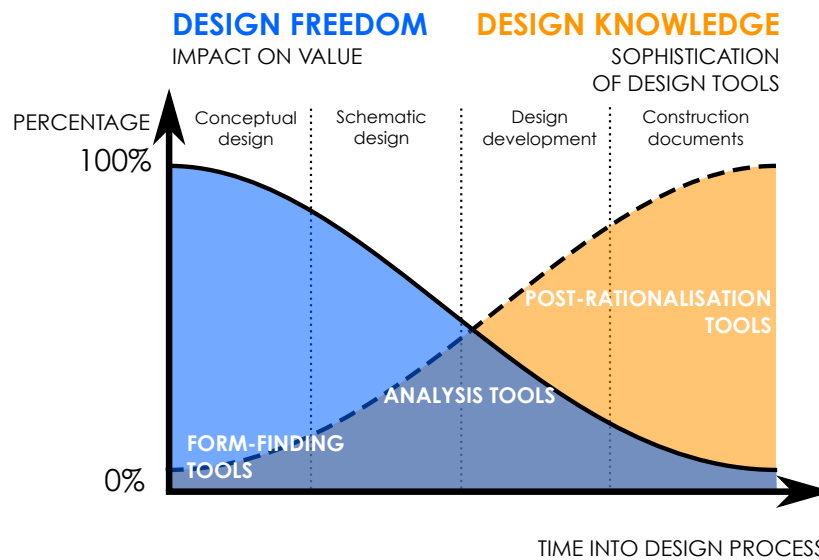 DESIGN FREEDOM
IMPACT ON VALUE
DESIGN KNOWLEDGE
SOPHISTICATION
OF DESIGN TOOLS
PERCENTAGE
100%
0%
Conceptual
design
Schematic
design
Design
development
Construction
documents
POST-RATIONALISATION
TOOLS
ANALYSIS TOOLS
FORM-FINDING
TOOLS
TIME INTO DESIGN PROCESS